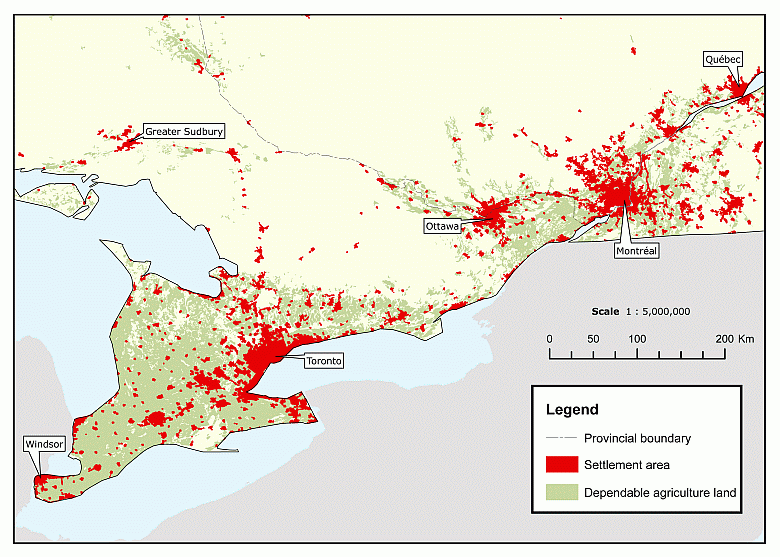 Québec
Greater Sudbury
Ottawa
Montréal
Scale 1 : 5,000,000
0 50 100 200 Km
Toronto
Legend
Provincial boundary
Windsor
Settlement area
Dependable agriculture land